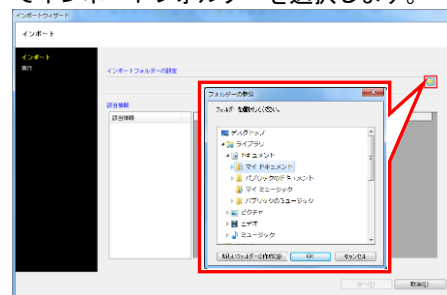 でインポートフォルダーを選択します。
インポートウィザード
インポート
インポート
実行
インポートフォルダーの設定
該当情報
該当情報
フォルダーの参照
フォルダーを選択してください。
デスクトップ
ライブラリ
ドキュメント
マイ ドキュメント
パブリックのドキュメント
マイ ミュージック
パブリックのミュージック
ピクチャ
ビデオ
ミュージック
新しいフォルダーの作成(N)
OK
キャンセル